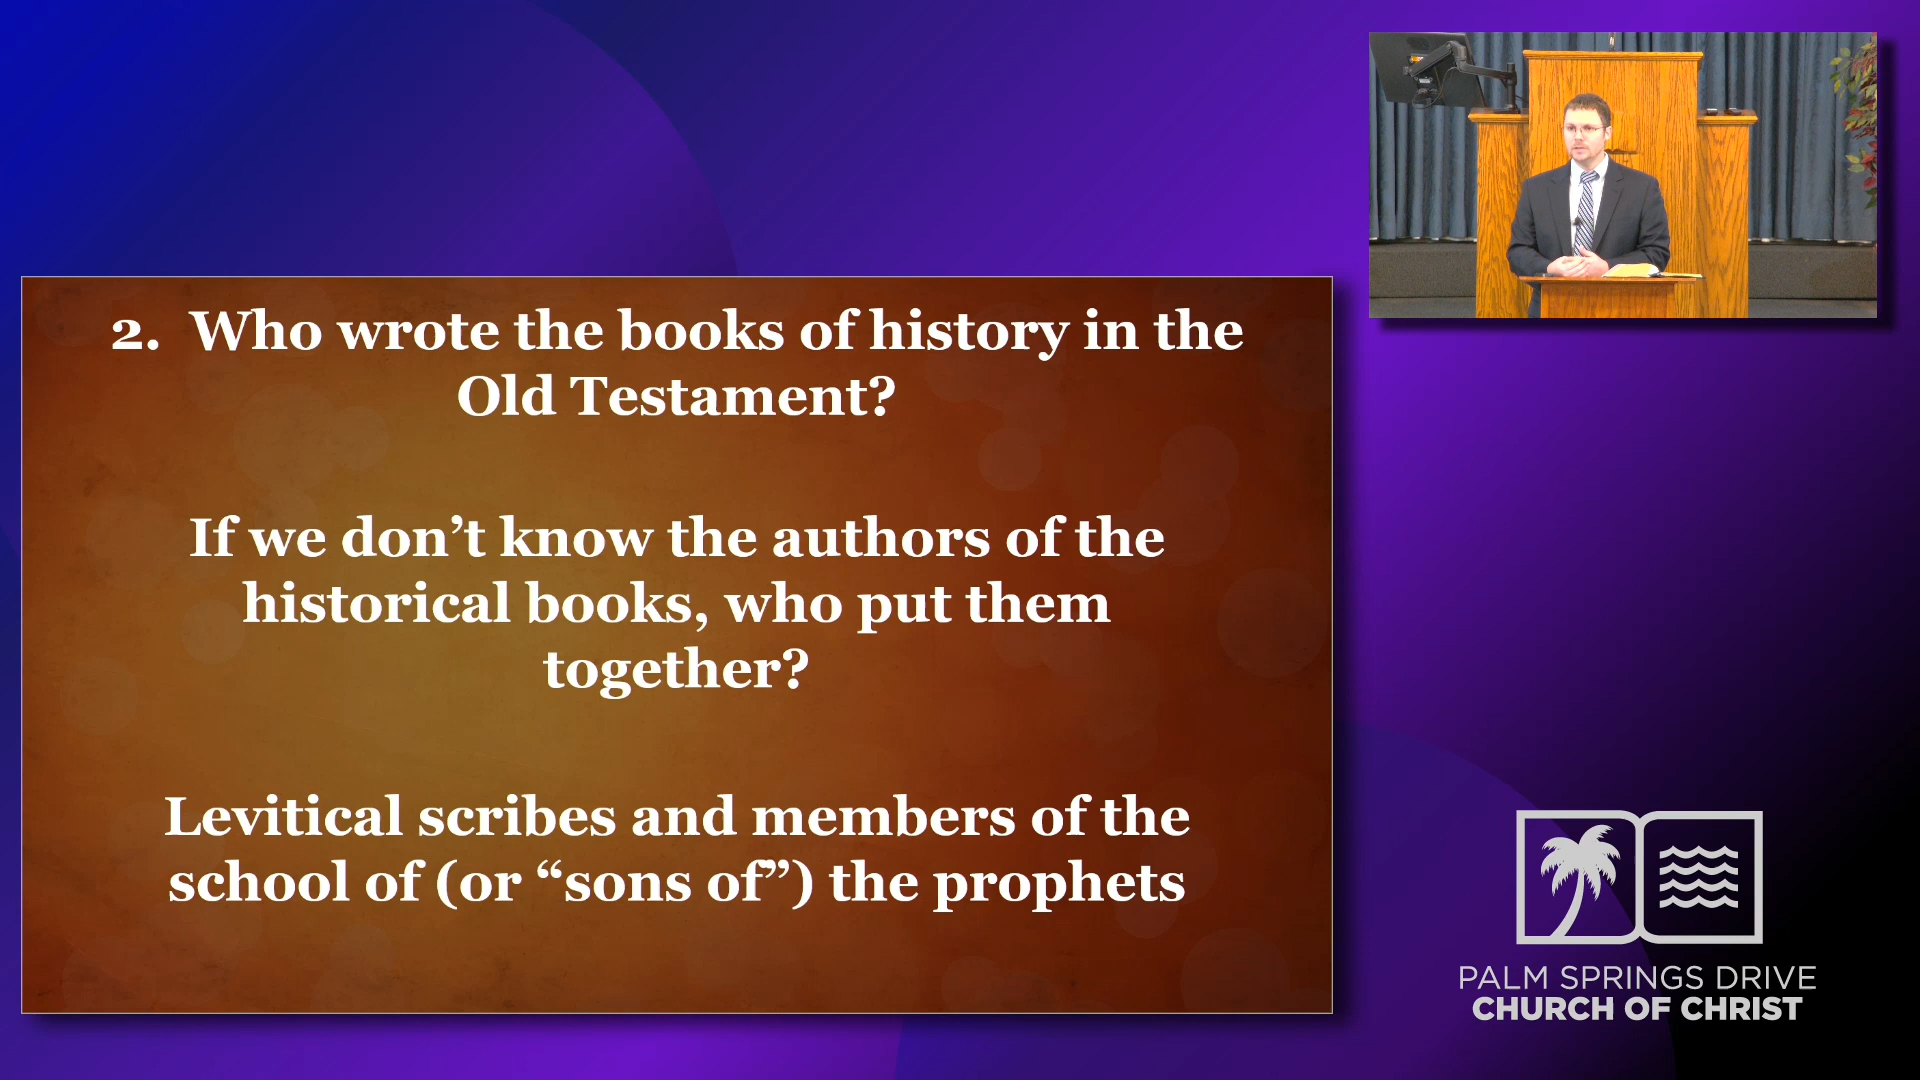 2. Who wrote the books of history in the
Old Testament?
If we don’t know the authors of the
historical books, who put them
together?
Levitical scribes and members of the
school of (or “sons of”) the prophets
PALM SPRINGS DRIVE
CHURCH OF CHRIST